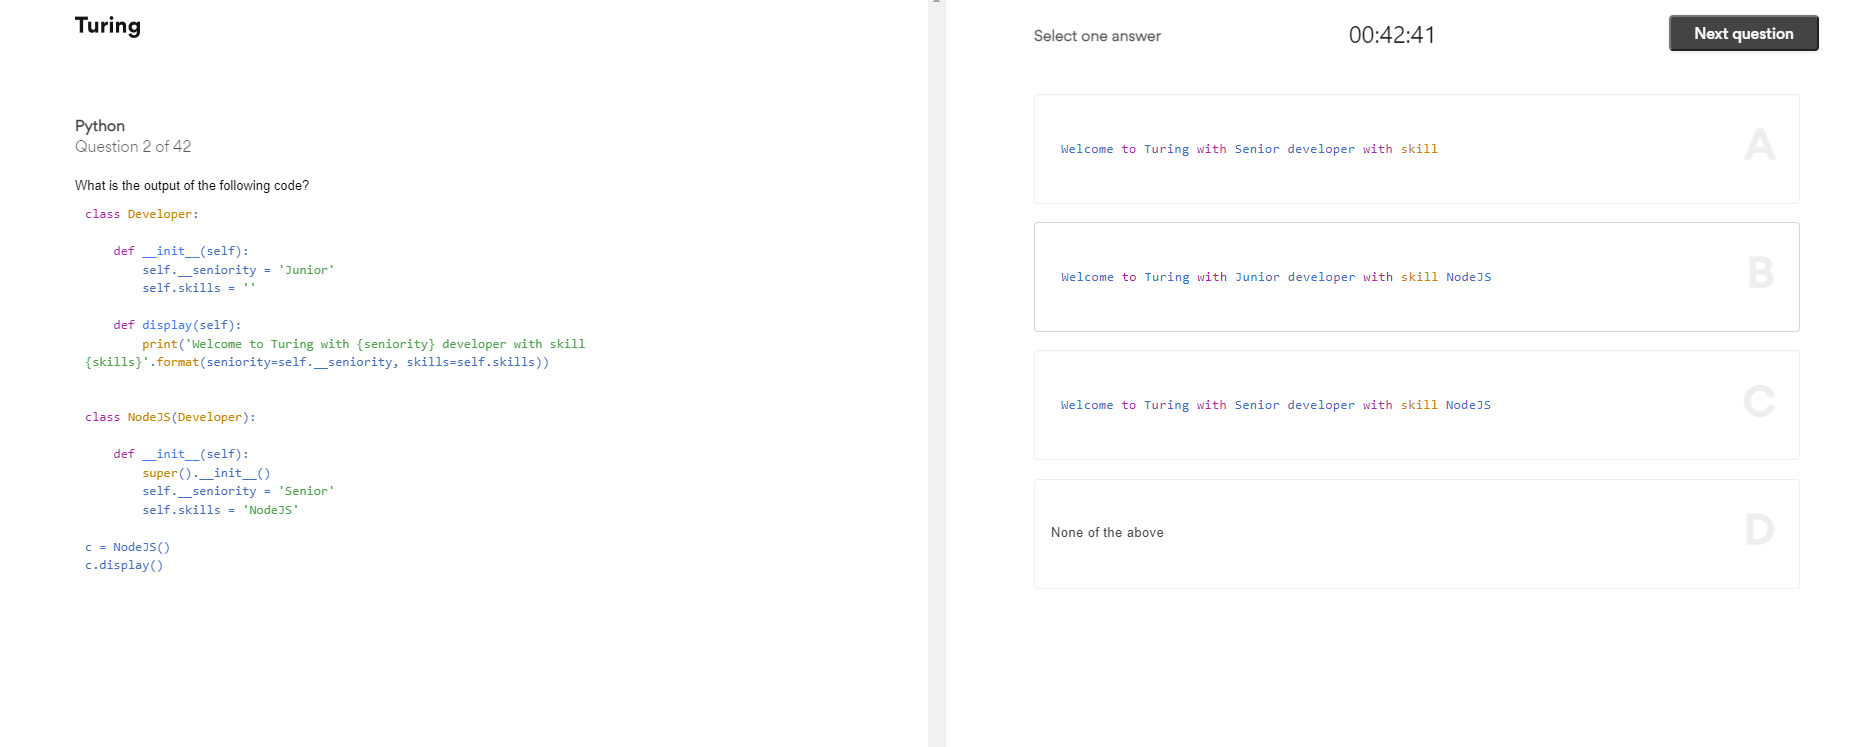 Turing
Python
Question 2 of 42
What is the output of the following code?
class Developer:
    def __init__(self):
        self.__seniority = 'Junior'
        self.skills = ''
    def display(self):
        print('Welcome to Turing with {seniority} developer with skill
{skills}'.format(seniority=self.__seniority, skills=self.skills))
class NodeJS(Developer):
    def __init__(self):
        super().__init__()
        self.__seniority = 'Senior'
        self.skills = 'NodeJS'
c = NodeJS()
c.display()
Select one answer
00:42:41
Next question
Welcome to Turing with Senior developer with skill
A
Welcome to Turing with Junior developer with skill NodeJS
B
Welcome to Turing with Senior developer with skill NodeJS
C
None of the above
D